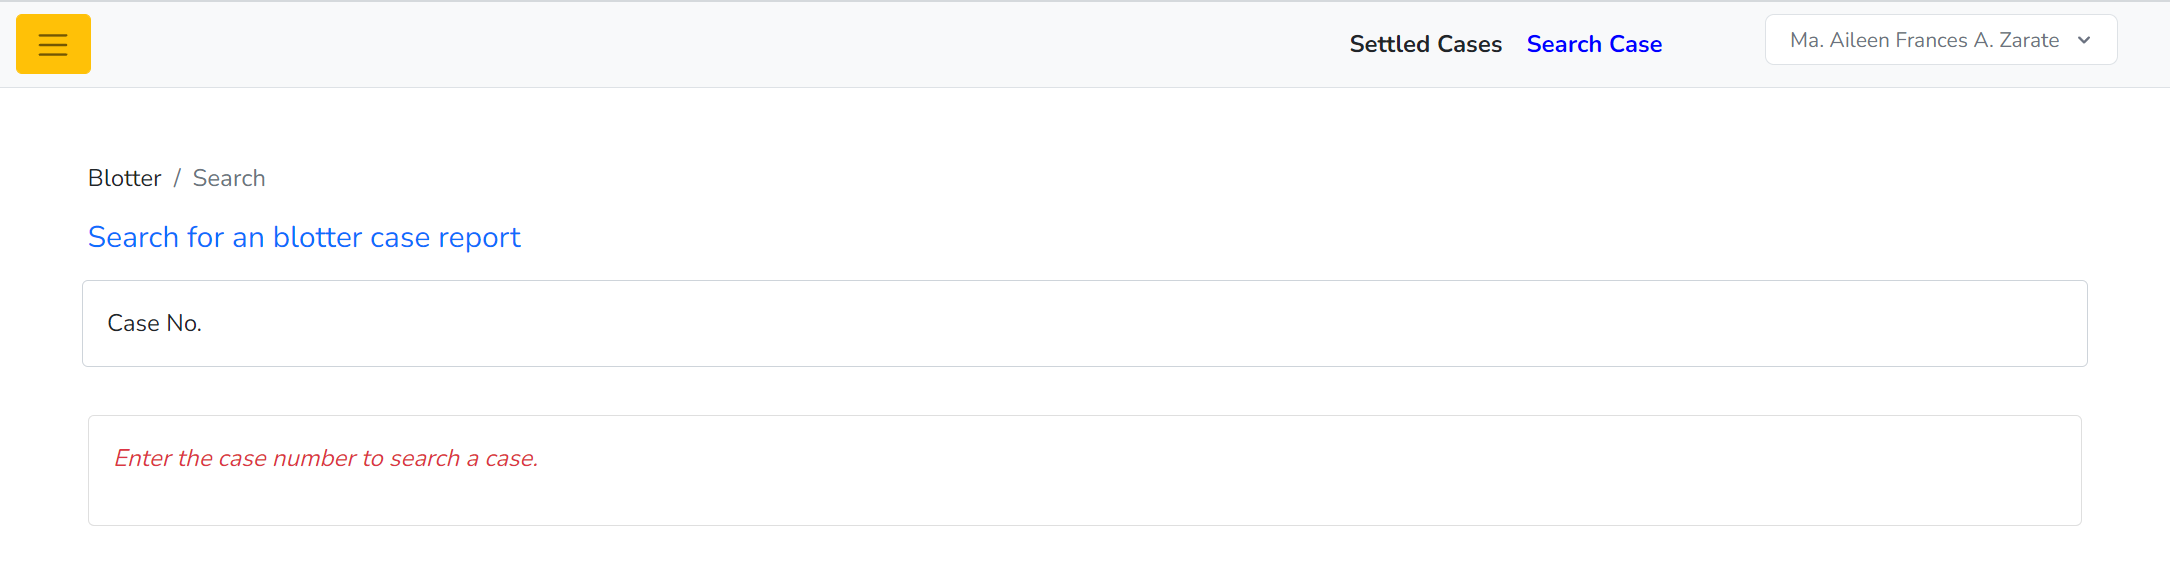 Settled Cases Search Case Ma. Aileen Frances A. Zarate
Blotter / Search
Search for an blotter case report
Case No.
Enter the case number to search a case.